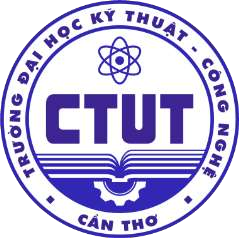 TRƯỜNG ĐẠI HỌC KỸ THUẬT - CÔNG NGHỆ
CTUT
CẦN THƠ